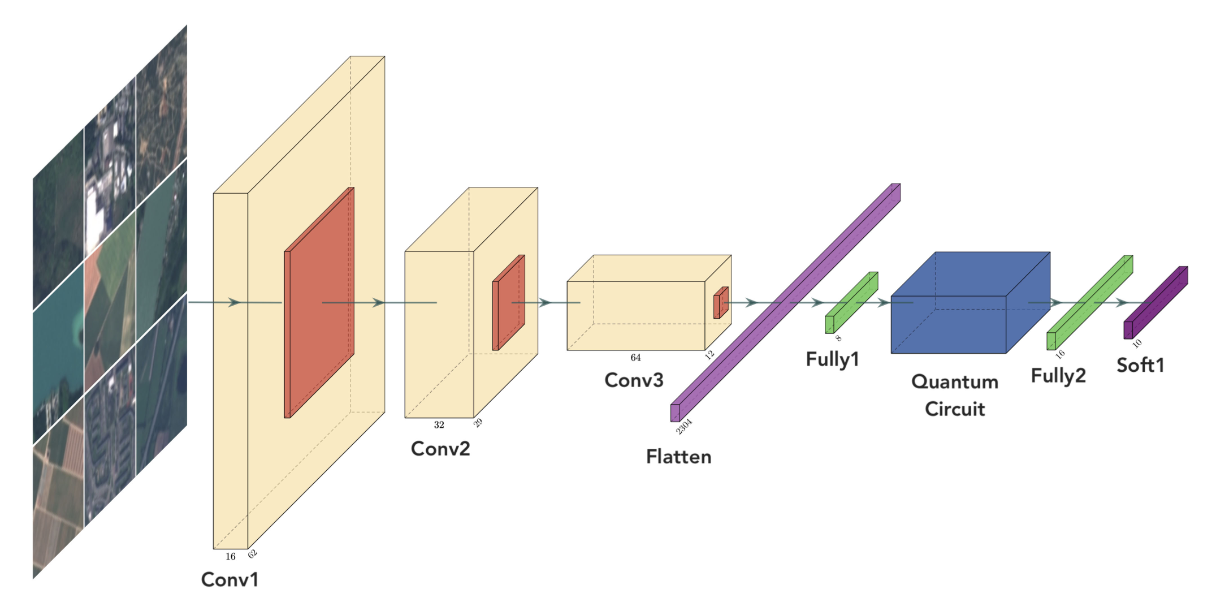 16
62
Conv1
32
29
Conv2
64
12
Conv3
2304
Flatten
8
Fully1
Quantum
Circuit
16
Fully2
10
Soft1